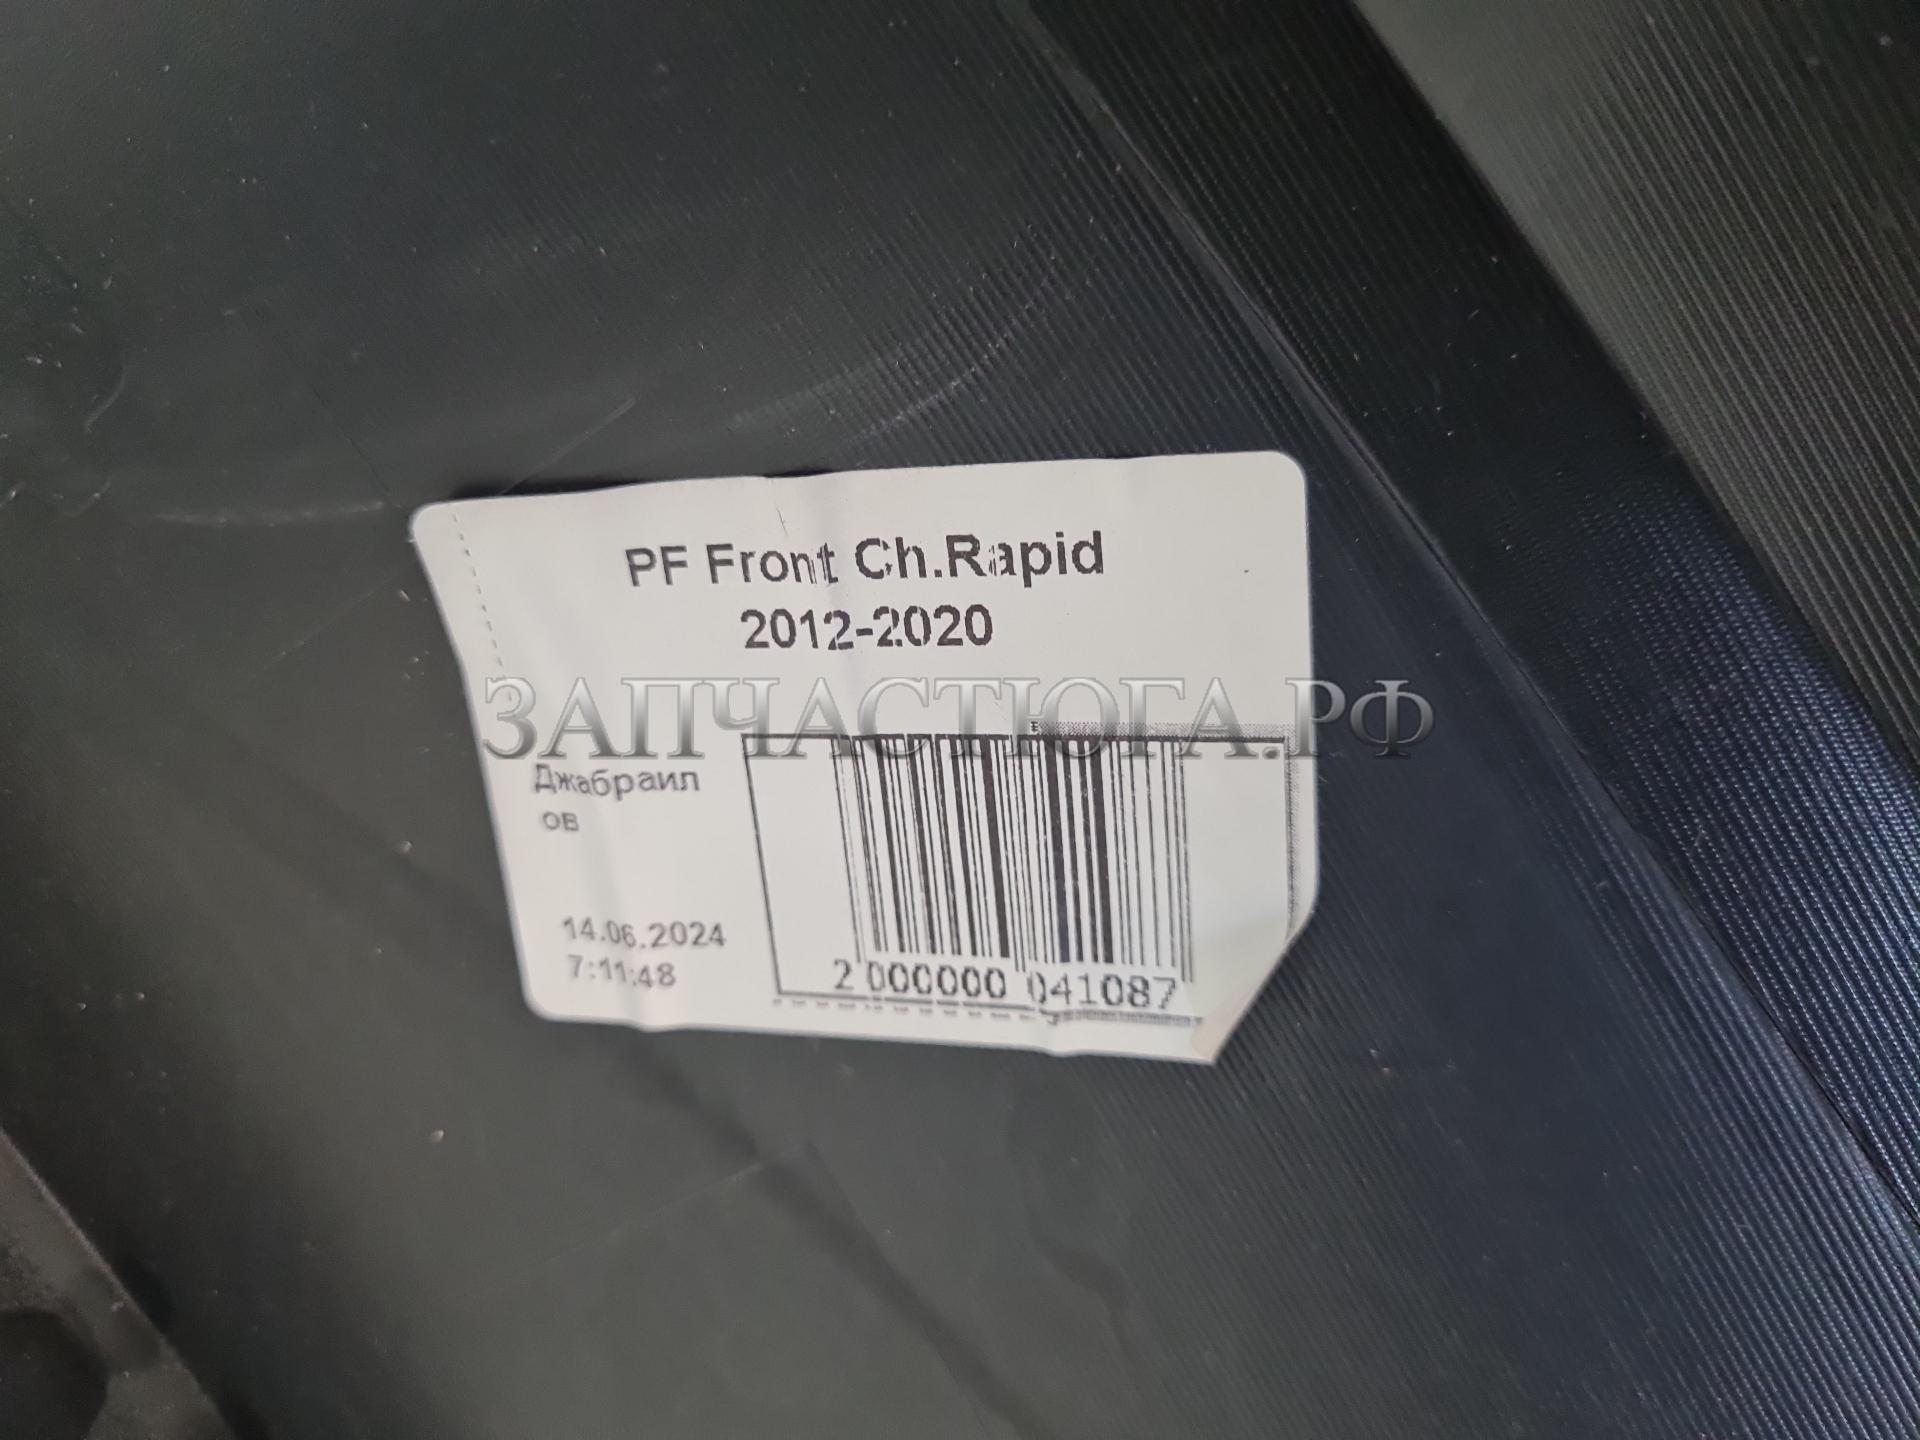 PF Front Ch.Rapid
2012-2020
ЗАПЧАСТЮГА.РФ
Джабраил
ов
14.06.2024
7:11:48
2 000000 041087